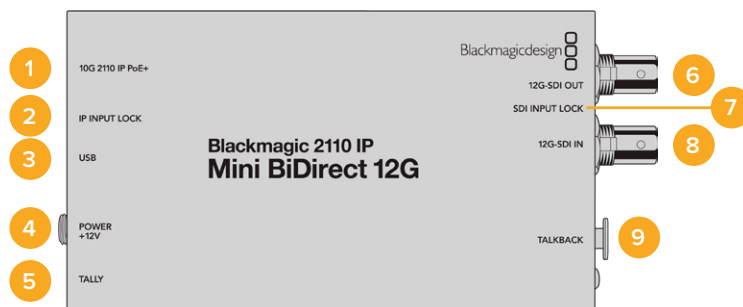 1
10G 2110 IP PoE+
2
IP INPUT LOCK
3
USB
4
POWER
+12V
5
TALLY
Blackmagicdesign
Blackmagic 2110 IP
Mini BiDirect 12G
12G-SDI OUT
6
SDI INPUT LOCK
7
12G-SDI IN
8
TALKBACK
9